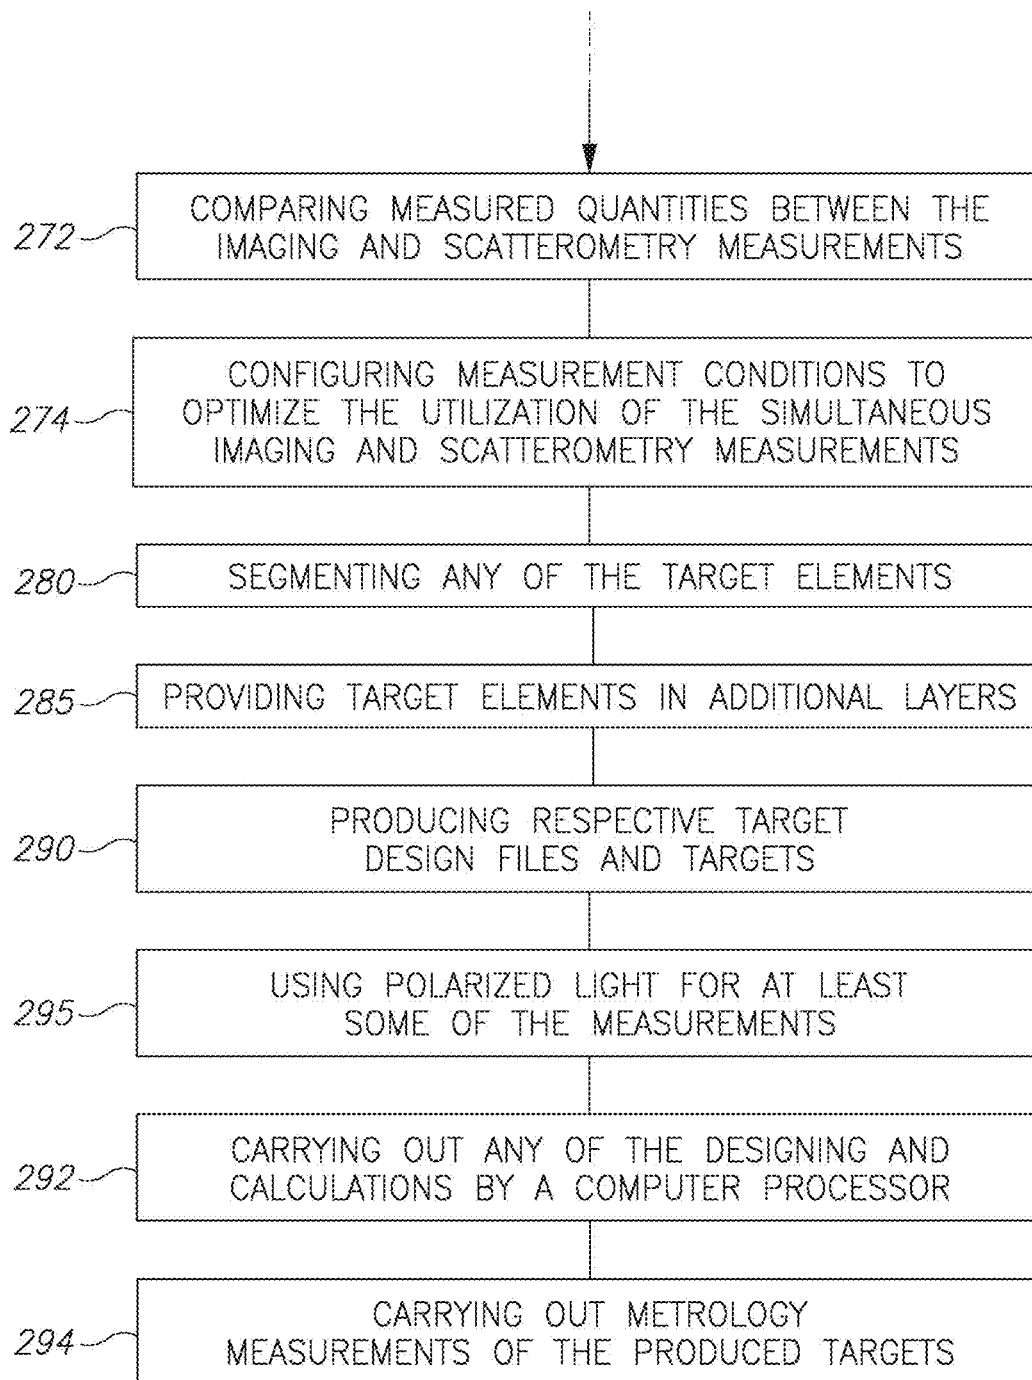 COMPARING MEASURED QUANTITIES BETWEEN THE
272
IMAGING AND SCATTEROMETRY MEASUREMENTS
CONFIGURING MEASUREMENT CONDITIONS TO
274
OPTIMIZE THE UTILIZATION OF THE SIMULTANEOUS
IMAGING AND SCATTEROMETRY MEASUREMENTS
280
SEGMENTING ANY OF THE TARGET ELEMENTS
285
PROVIDING TARGET ELEMENTS IN ADDITIONAL LAYERS
290
PRODUCING RESPECTIVE TARGET
DESIGN FILES AND TARGETS
295
USING POLARIZED LIGHT FOR AT LEAST
SOME OF THE MEASUREMENTS
292
CARRYING OUT ANY OF THE DESIGNING AND
CALCULATIONS BY A COMPUTER PROCESSOR
294
CARRYING OUT METROLOGY
MEASUREMENTS OF THE PRODUCED TARGETS